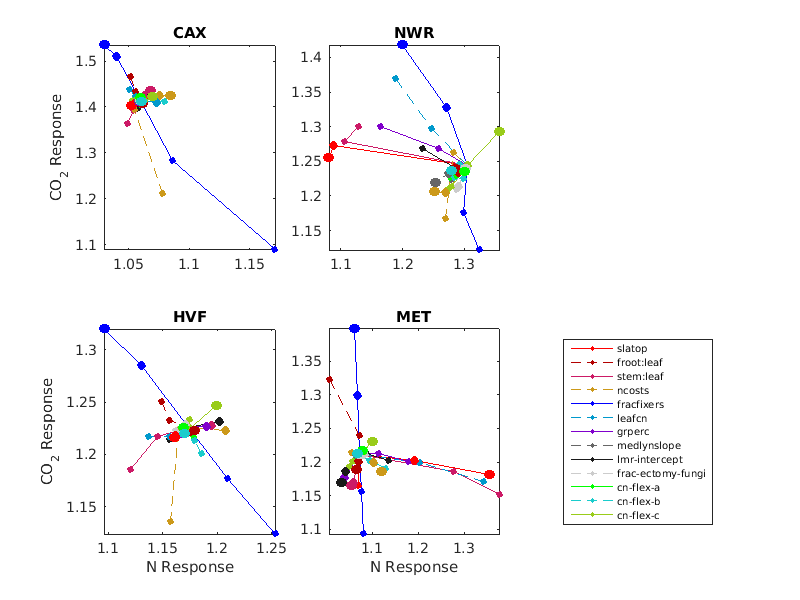 CAX
NWR
1.5
1.4
1.3
1.2
1.1
CO2 Response
1.05
1.1
1.15
1.4
1.35
1.3
1.25
1.2
1.15
1.1
1.2
1.3
HVF
MET
1.3
1.25
1.2
1.15
CO2 Response
1.1
1.15
1.2
1.25
N Response
1.35
1.3
1.25
1.2
1.15
1.1
1.1
1.2
1.3
N Response
slatop
froot:leaf
stem:leaf
ncosts
fracfixers
leafcn
grperc
medlynslope
lmr-intercept
frac-ectomy-fungi
cn-flex-a
cn-flex-b
cn-flex-c